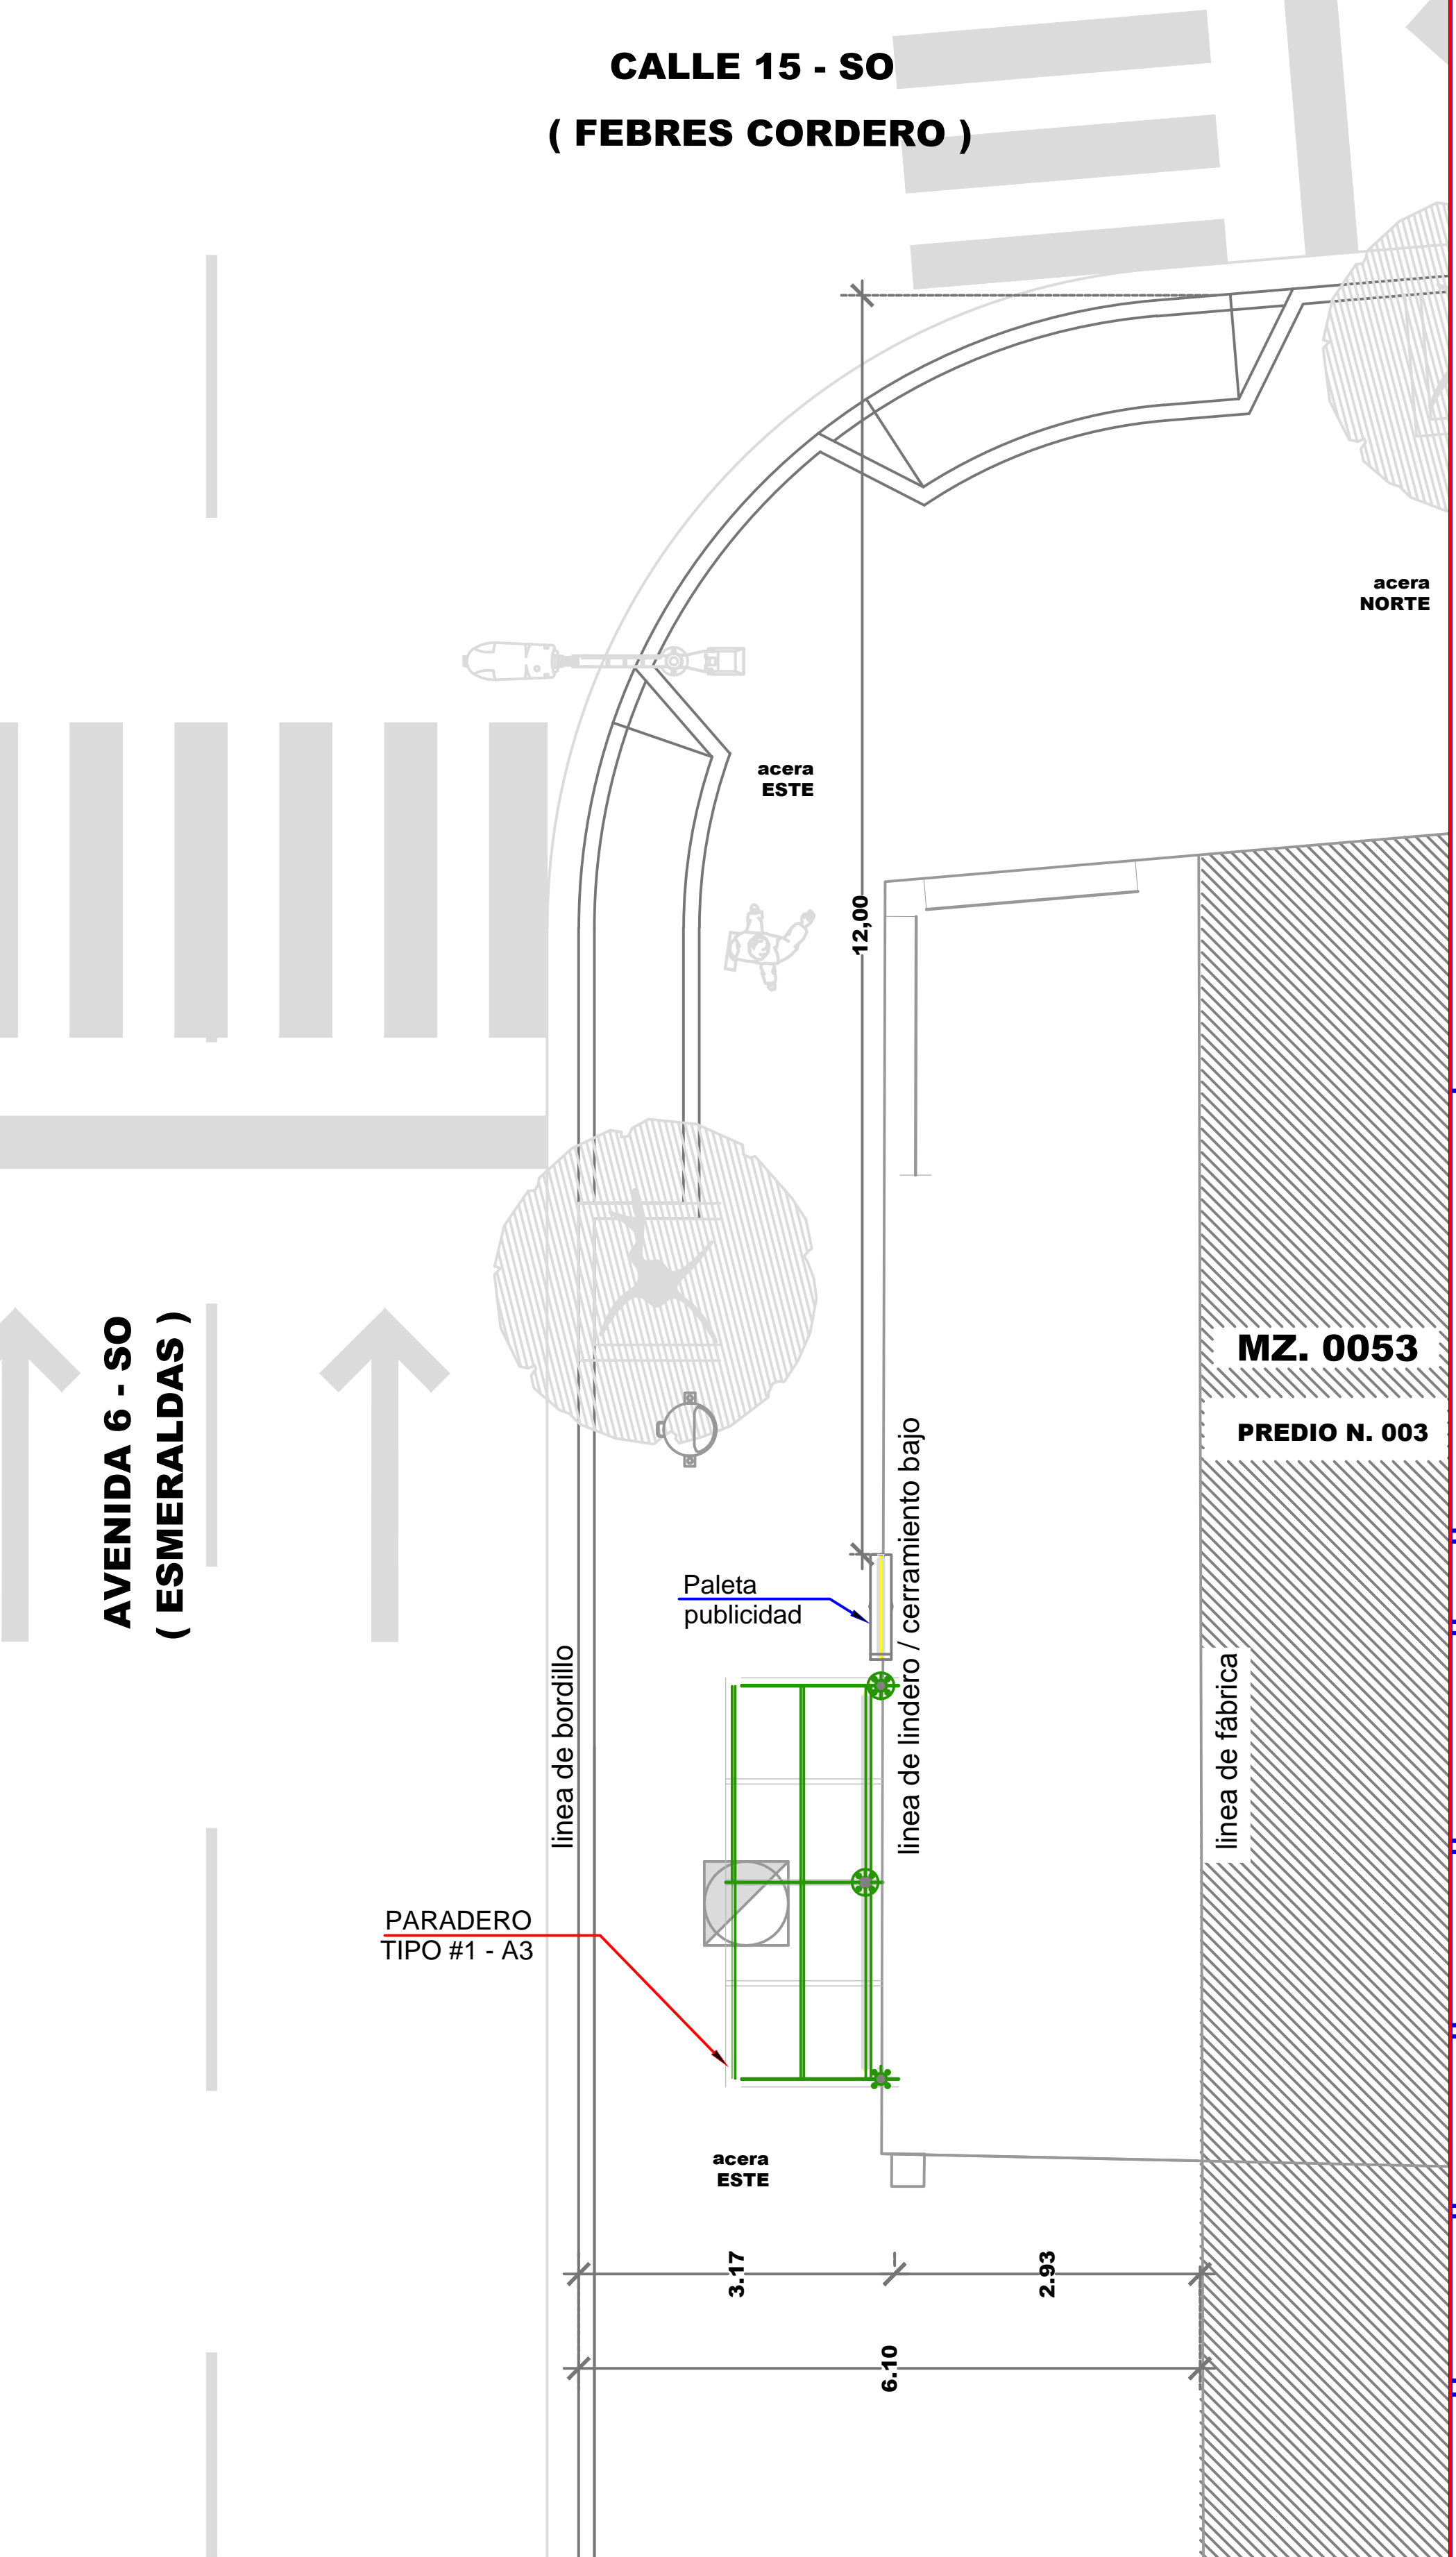 CALLE 15 - SO
( FEBRES CORDERO )
acera
NORTE
acera
ESTE
12,00
AVENIDA 6 - SO
( ESMERALDAS )
MZ. 0053
PREDIO N. 003
linea de lindero / cerramiento bajo
Paleta
publicidad
linea de bordillo
linea de fábrica
PARADERO
TIPO #1 - A3
acera
ESTE
3.17
2.93
6.10